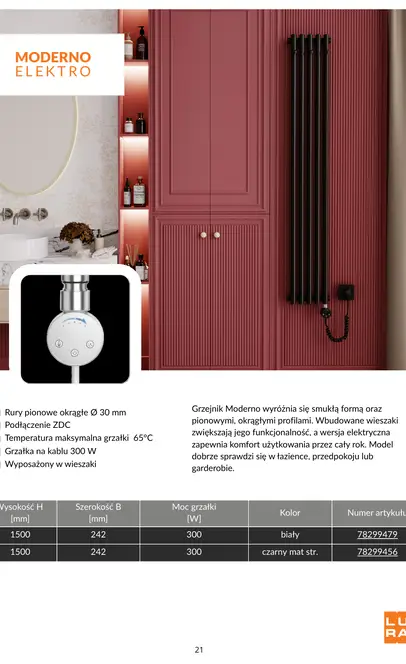 MODERNO
ELEKTRO
Rury pionowe okrągłe Ø 30 mm
Podłączenie ZDC
Temperatura maksymalna grzałki 65°C
Grzałka na kablu 300 W
Wyposażony w wieszaki
Grzejnik Moderno wyróżnia się smukłą formą oraz
pionowymi, okrągłymi profilami. Wbudowane wieszaki
zwiększają jego funkcjonalność, a wersja elektryczna
zapewnia komfort użytkowania przez cały rok. Model
dobrze sprawdzi się w łazience, przedpokoju lub
garderobie.
Wysokość H [mm] Szerokość B [mm] Moc grzałki [W] Kolor Numer artykułu
1500 242 300 biały 78299479
1500 242 300 czarny mat str. 78299456
LU
RA
21